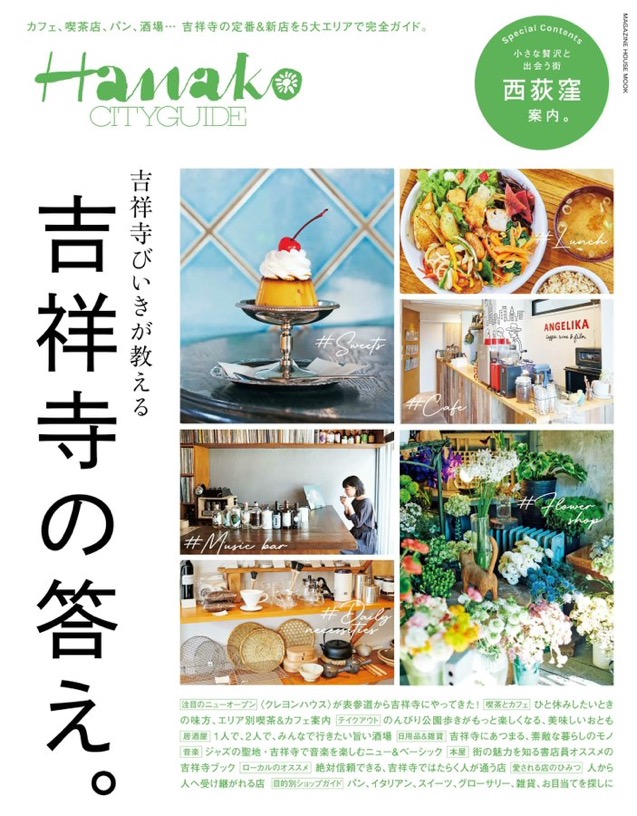 カフェ、喫茶店、パン、酒場… 吉祥寺の定番&新店を5大エリアで完全ガイド。
MAGAZINE HOUSE MOOK
Hanako
CITYGUIDE
Special Contents
小さな贅沢と
出会う街
西荻窪
案内。
吉祥寺びいきが教える
吉祥寺の答え。
#Sweets
#Lunch
ANGELIKA
coffee, wine & film
#Cafe
#Music bar
#Flower
shop
#Daily
necessities
注目のニューオープン 〈クレヨンハウス〉が表参道から吉祥寺にやってきた! 喫茶とカフェ ひと休みしたいとき
の味方、エリア別喫茶&カフェ案内 テイクアウト のんびり公園歩きがもっと楽しくなる、美味しいおとも
居酒屋 1人で、2人で、みんなで行きたい旨い酒場 日用品&雑貨 吉祥寺にあつまる、素敵な暮らしのモノ
音楽 ジャズの聖地・吉祥寺で音楽を楽しむニュー&ベーシック 本屋 街の魅力を知る書店員オススメの
吉祥寺ブック ローカルのオススメ 絶対信頼できる、吉祥寺ではたらく人が通う店 愛される店のひみつ 人から
人へ受け継がれる店 目的別ショップガイド パン、イタリアン、スイーツ、グローサリー、雑貨、お目当てを探しに